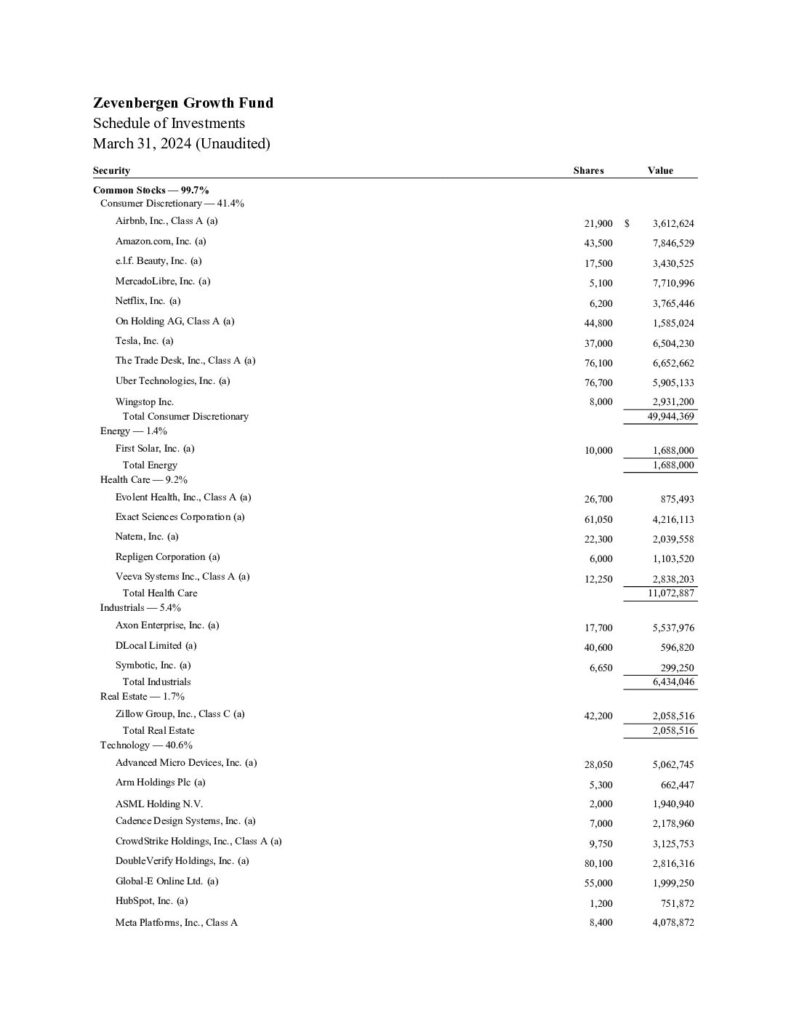 Zevenbergen Growth Fund
Schedule of Investments
March 31, 2024 (Unaudited)
Security Shares Value
Common Stocks — 99.7%
Consumer Discretionary — 41.4%
Airbnb, Inc., Class A (a) 21,900 $ 3,612,624
Amazon.com, Inc. (a) 43,500 7,846,529
e.l.f. Beauty, Inc. (a) 17,500 3,430,525
MercadoLibre, Inc. (a) 5,100 7,710,996
Netflix, Inc. (a) 6,200 3,765,446
On Holding AG, Class A (a) 44,800 1,585,024
Tesla, Inc. (a) 37,000 6,504,230
The Trade Desk, Inc., Class A (a) 76,100 6,652,662
Uber Technologies, Inc. (a) 76,700 5,905,133
Wingstop Inc. 8,000 2,931,200
Total Consumer Discretionary 49,944,369
Energy — 1.4%
First Solar, Inc. (a) 10,000 1,688,000
Total Energy 1,688,000
Health Care — 9.2%
Evolent Health, Inc., Class A (a) 26,700 875,493
Exact Sciences Corporation (a) 61,050 4,216,113
Natera, Inc. (a) 22,300 2,039,558
Repligen Corporation (a) 6,000 1,103,520
Veeva Systems Inc., Class A (a) 12,250 2,838,203
Total Health Care 11,072,887
Industrials — 5.4%
Axon Enterprise, Inc. (a) 17,700 5,537,976
DLocal Limited (a) 40,600 596,820
Symbotic, Inc. (a) 6,650 299,250
Total Industrials 6,434,046
Real Estate — 1.7%
Zillow Group, Inc., Class C (a) 42,200 2,058,516
Total Real Estate 2,058,516
Technology — 40.6%
Advanced Micro Devices, Inc. (a) 28,050 5,062,745
Arm Holdings Plc (a) 5,300 662,447
ASML Holding N.V. 2,000 1,940,940
Cadence Design Systems, Inc. (a) 7,000 2,178,960
CrowdStrike Holdings, Inc., Class A (a) 9,750 3,125,753
DoubleVerify Holdings, Inc. (a) 80,100 2,816,316
Global-E Online Ltd. (a) 55,000 1,999,250
HubSpot, Inc. (a) 1,200 751,872
Meta Platforms, Inc., Class A 8,400 4,078,872